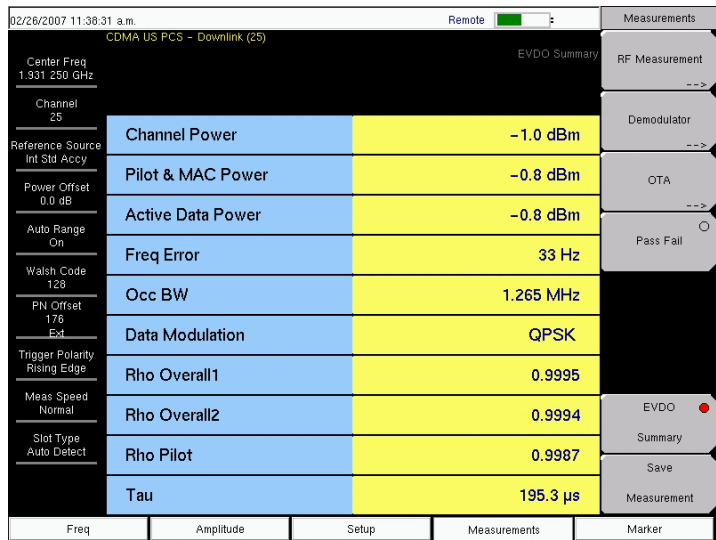 02/26/2007 11:38:31 a.m.
Remote
Measurements
CDMA US PCS - Downlink (25)
EVDO Summary
Center Freq
1.931 250 GHz
Channel
25
Reference Source
Int Std Accy
Power Offset
0.0 dB
Auto Range
On
Walsh Code
128
PN Offset
176
Ext
Trigger Polarity
Rising Edge
Meas Speed
Normal
Slot Type
Auto Detect
Channel Power -1.0 dBm
Pilot & MAC Power -0.8 dBm
Active Data Power -0.8 dBm
Freq Error 33 Hz
Occ BW 1.265 MHz
Data Modulation QPSK
Rho Overall1 0.9995
Rho Overall2 0.9994
Rho Pilot 0.9987
Tau 195.3 µs
RF Measurement
-->
Demodulator
-->
OTA
-->
Pass Fail
EVDO
Summary
Save
Measurement
Freq Amplitude Setup Measurements Marker